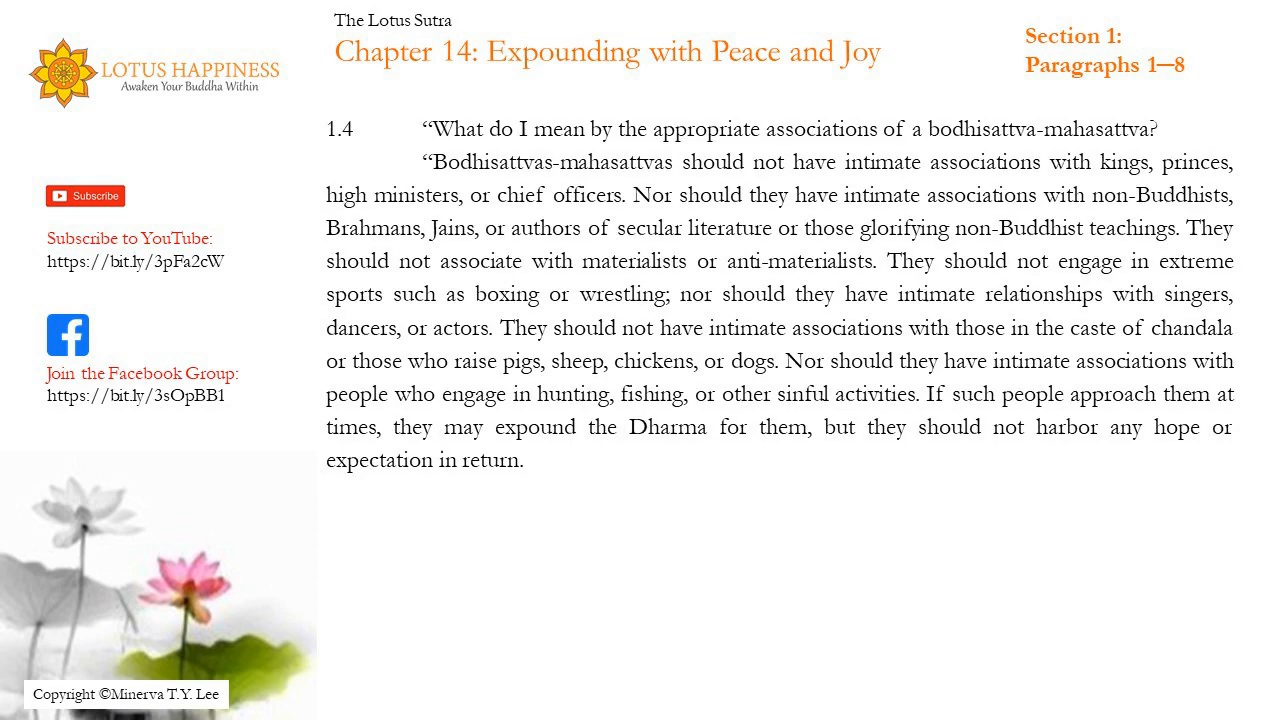 The Lotus Sutra
Chapter 14: Expounding with Peace and Joy
Section 1:
Paragraphs 1—8
LOTUS HAPPINESS
Awaken Your Buddha Within
Subscribe
Subscribe to YouTube:
https://bit.ly/3pFa2cW
Join the Facebook Group:
https://bit.ly/3sOpBB1
1.4 “What do I mean by the appropriate associations of a bodhisattva-mahasattva?
“Bodhisattvas-mahasattvas should not have intimate associations with kings, princes,
high ministers, or chief officers. Nor should they have intimate associations with non-Buddhists,
Brahmans, Jains, or authors of secular literature or those glorifying non-Buddhist teachings. They
should not associate with materialists or anti-materialists. They should not engage in extreme
sports such as boxing or wrestling; nor should they have intimate relationships with singers,
dancers, or actors. They should not have intimate associations with those in the caste of chandala
or those who raise pigs, sheep, chickens, or dogs. Nor should they have intimate associations with
people who engage in hunting, fishing, or other sinful activities. If such people approach them at
times, they may expound the Dharma for them, but they should not harbor any hope or
expectation in return.
Copyright ©Minerva T.Y. Lee